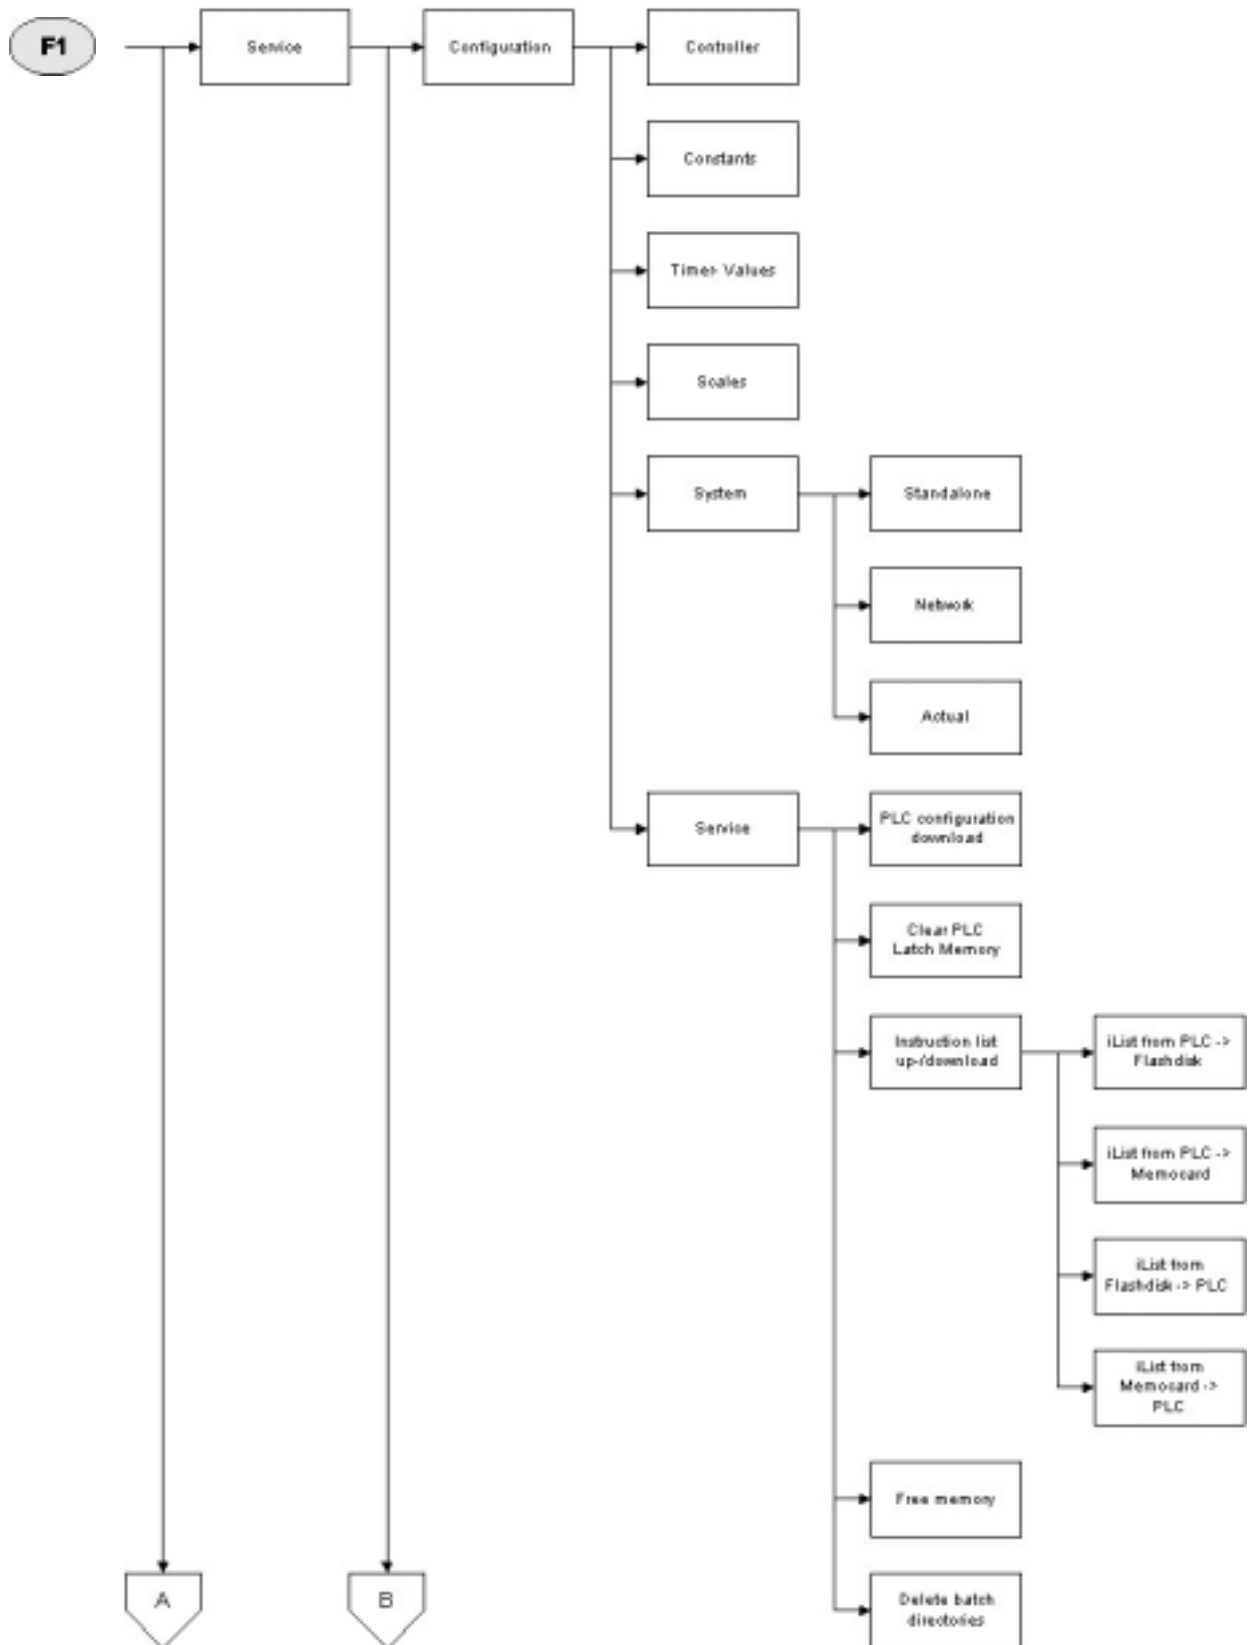 F1
Service
Configuration
Controller
Constants
Timer Values
Scales
System
Standalone
Network
Actual
Service
PLC configuration
download
Clear PLC
Latch Memory
Instruction list
up-/download
iList from PLC ->
Flashdisk
iList from PLC ->
Memocard
iList from
Flashdisk -> PLC
iList from
Memocard ->
PLC
Free memory
Delete batch
directories
A
B